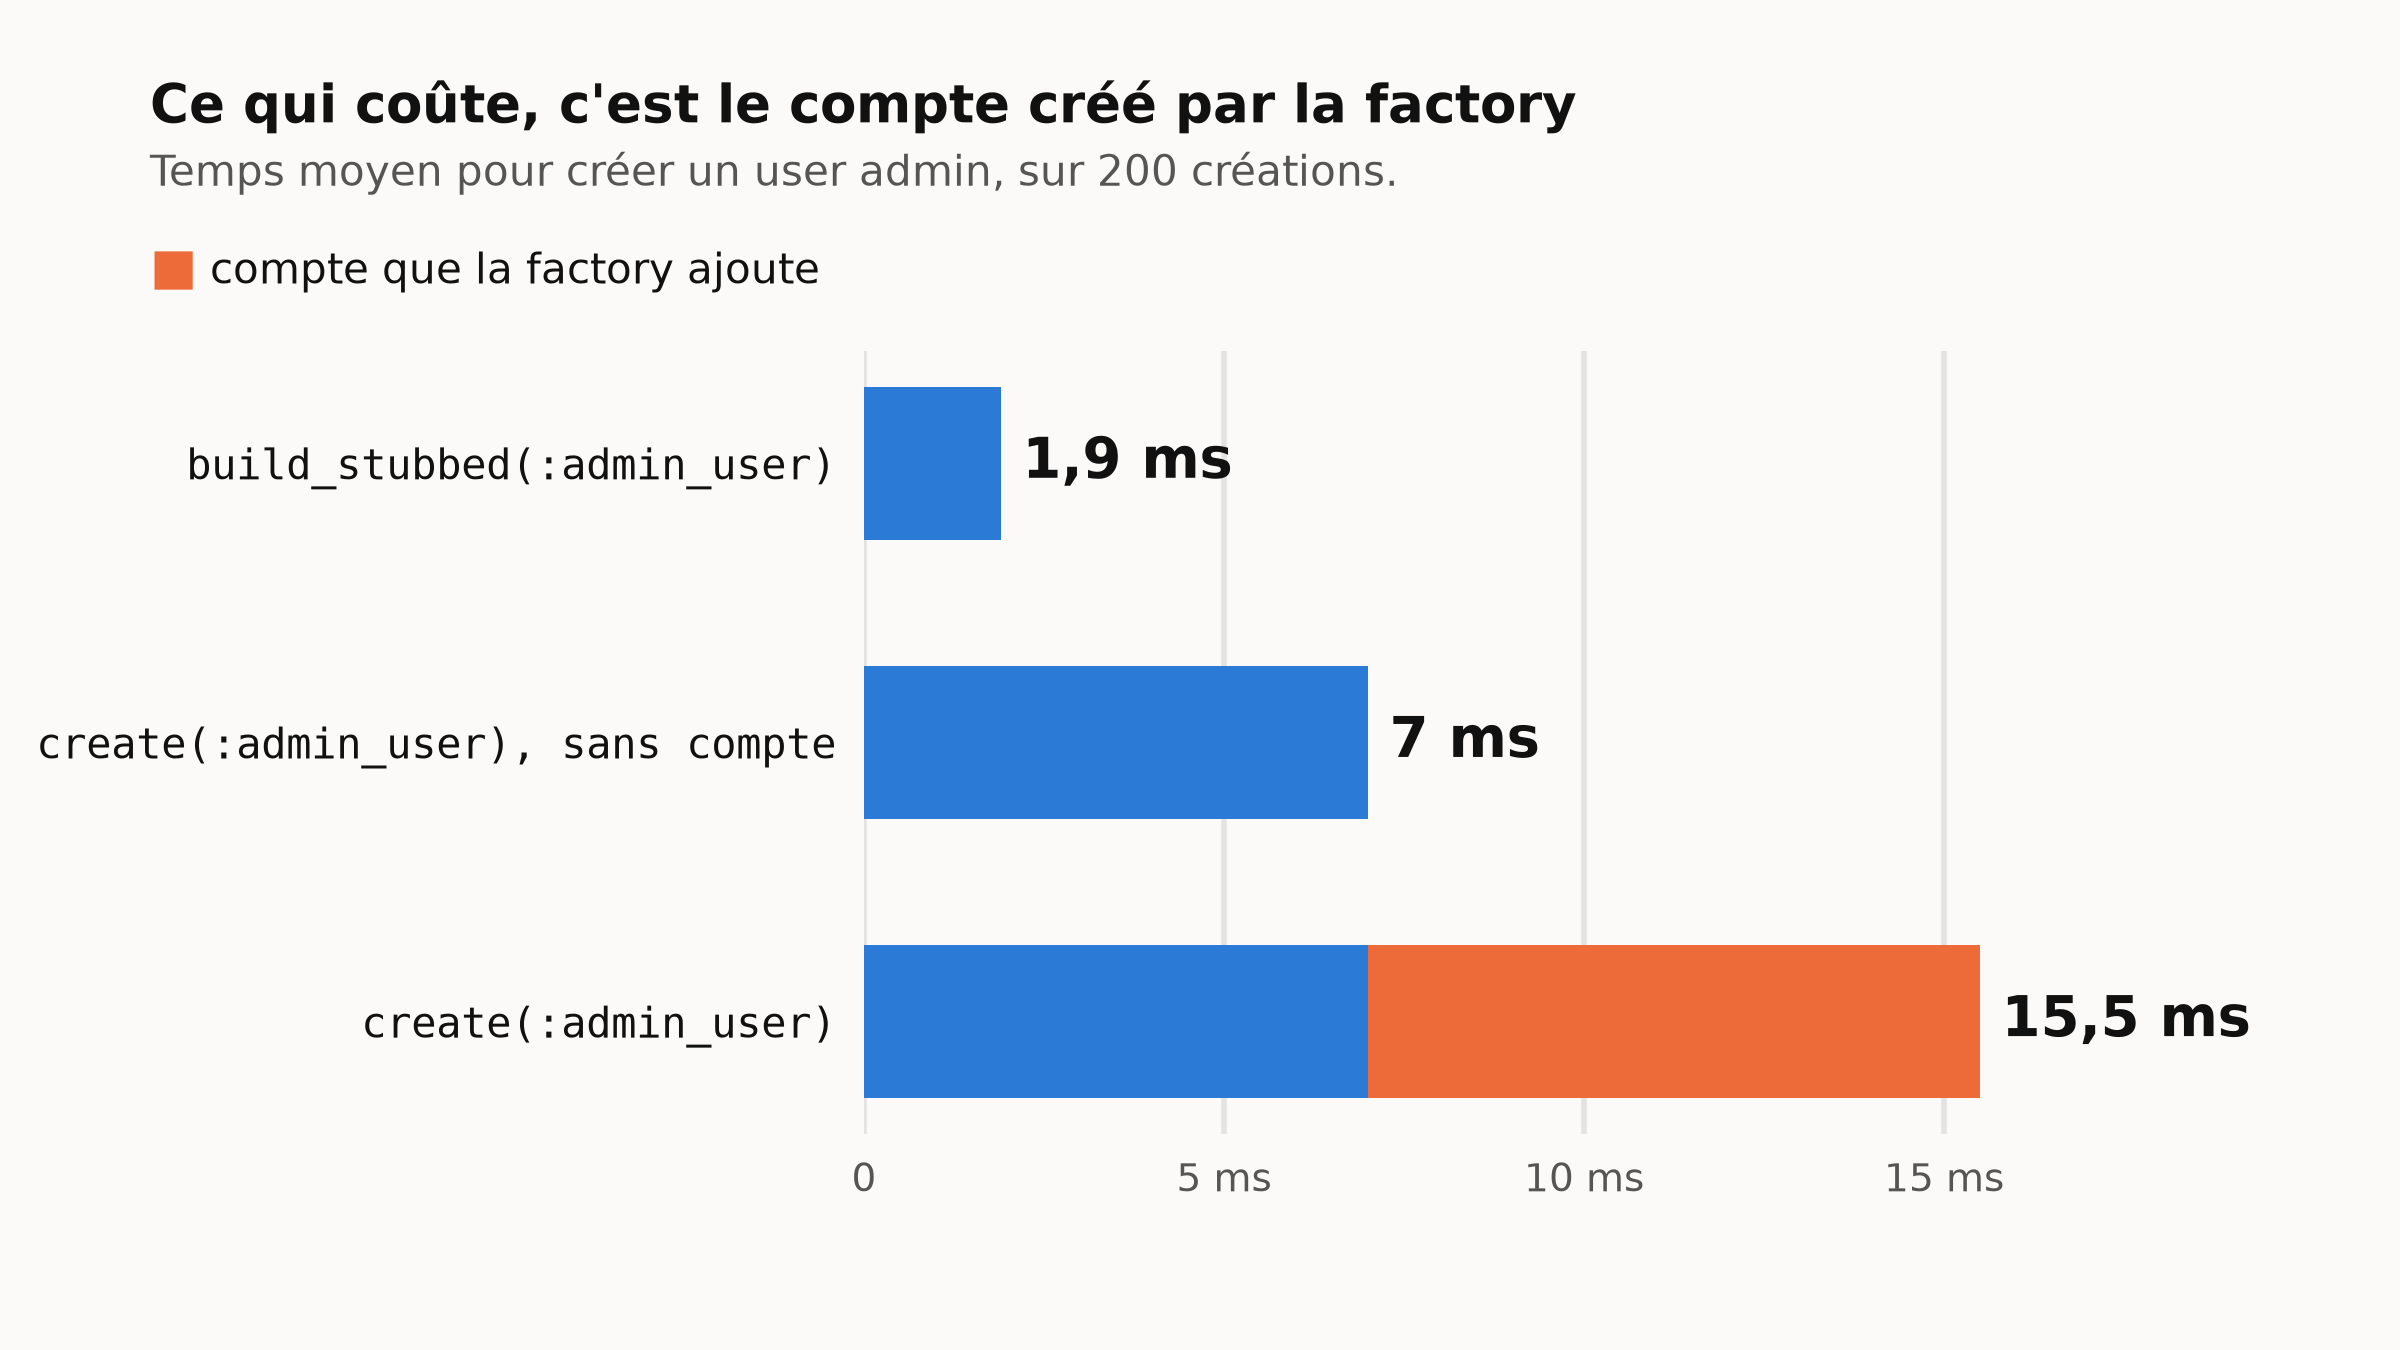 Ce qui coûte, c'est le compte créé par la factory
Temps moyen pour créer un user admin, sur 200 créations.
compte que la factory ajoute
build_stubbed(:admin_user)
1,9 ms
create(:admin_user), sans compte
7 ms
create(:admin_user)
15,5 ms
0
5 ms
10 ms
15 ms